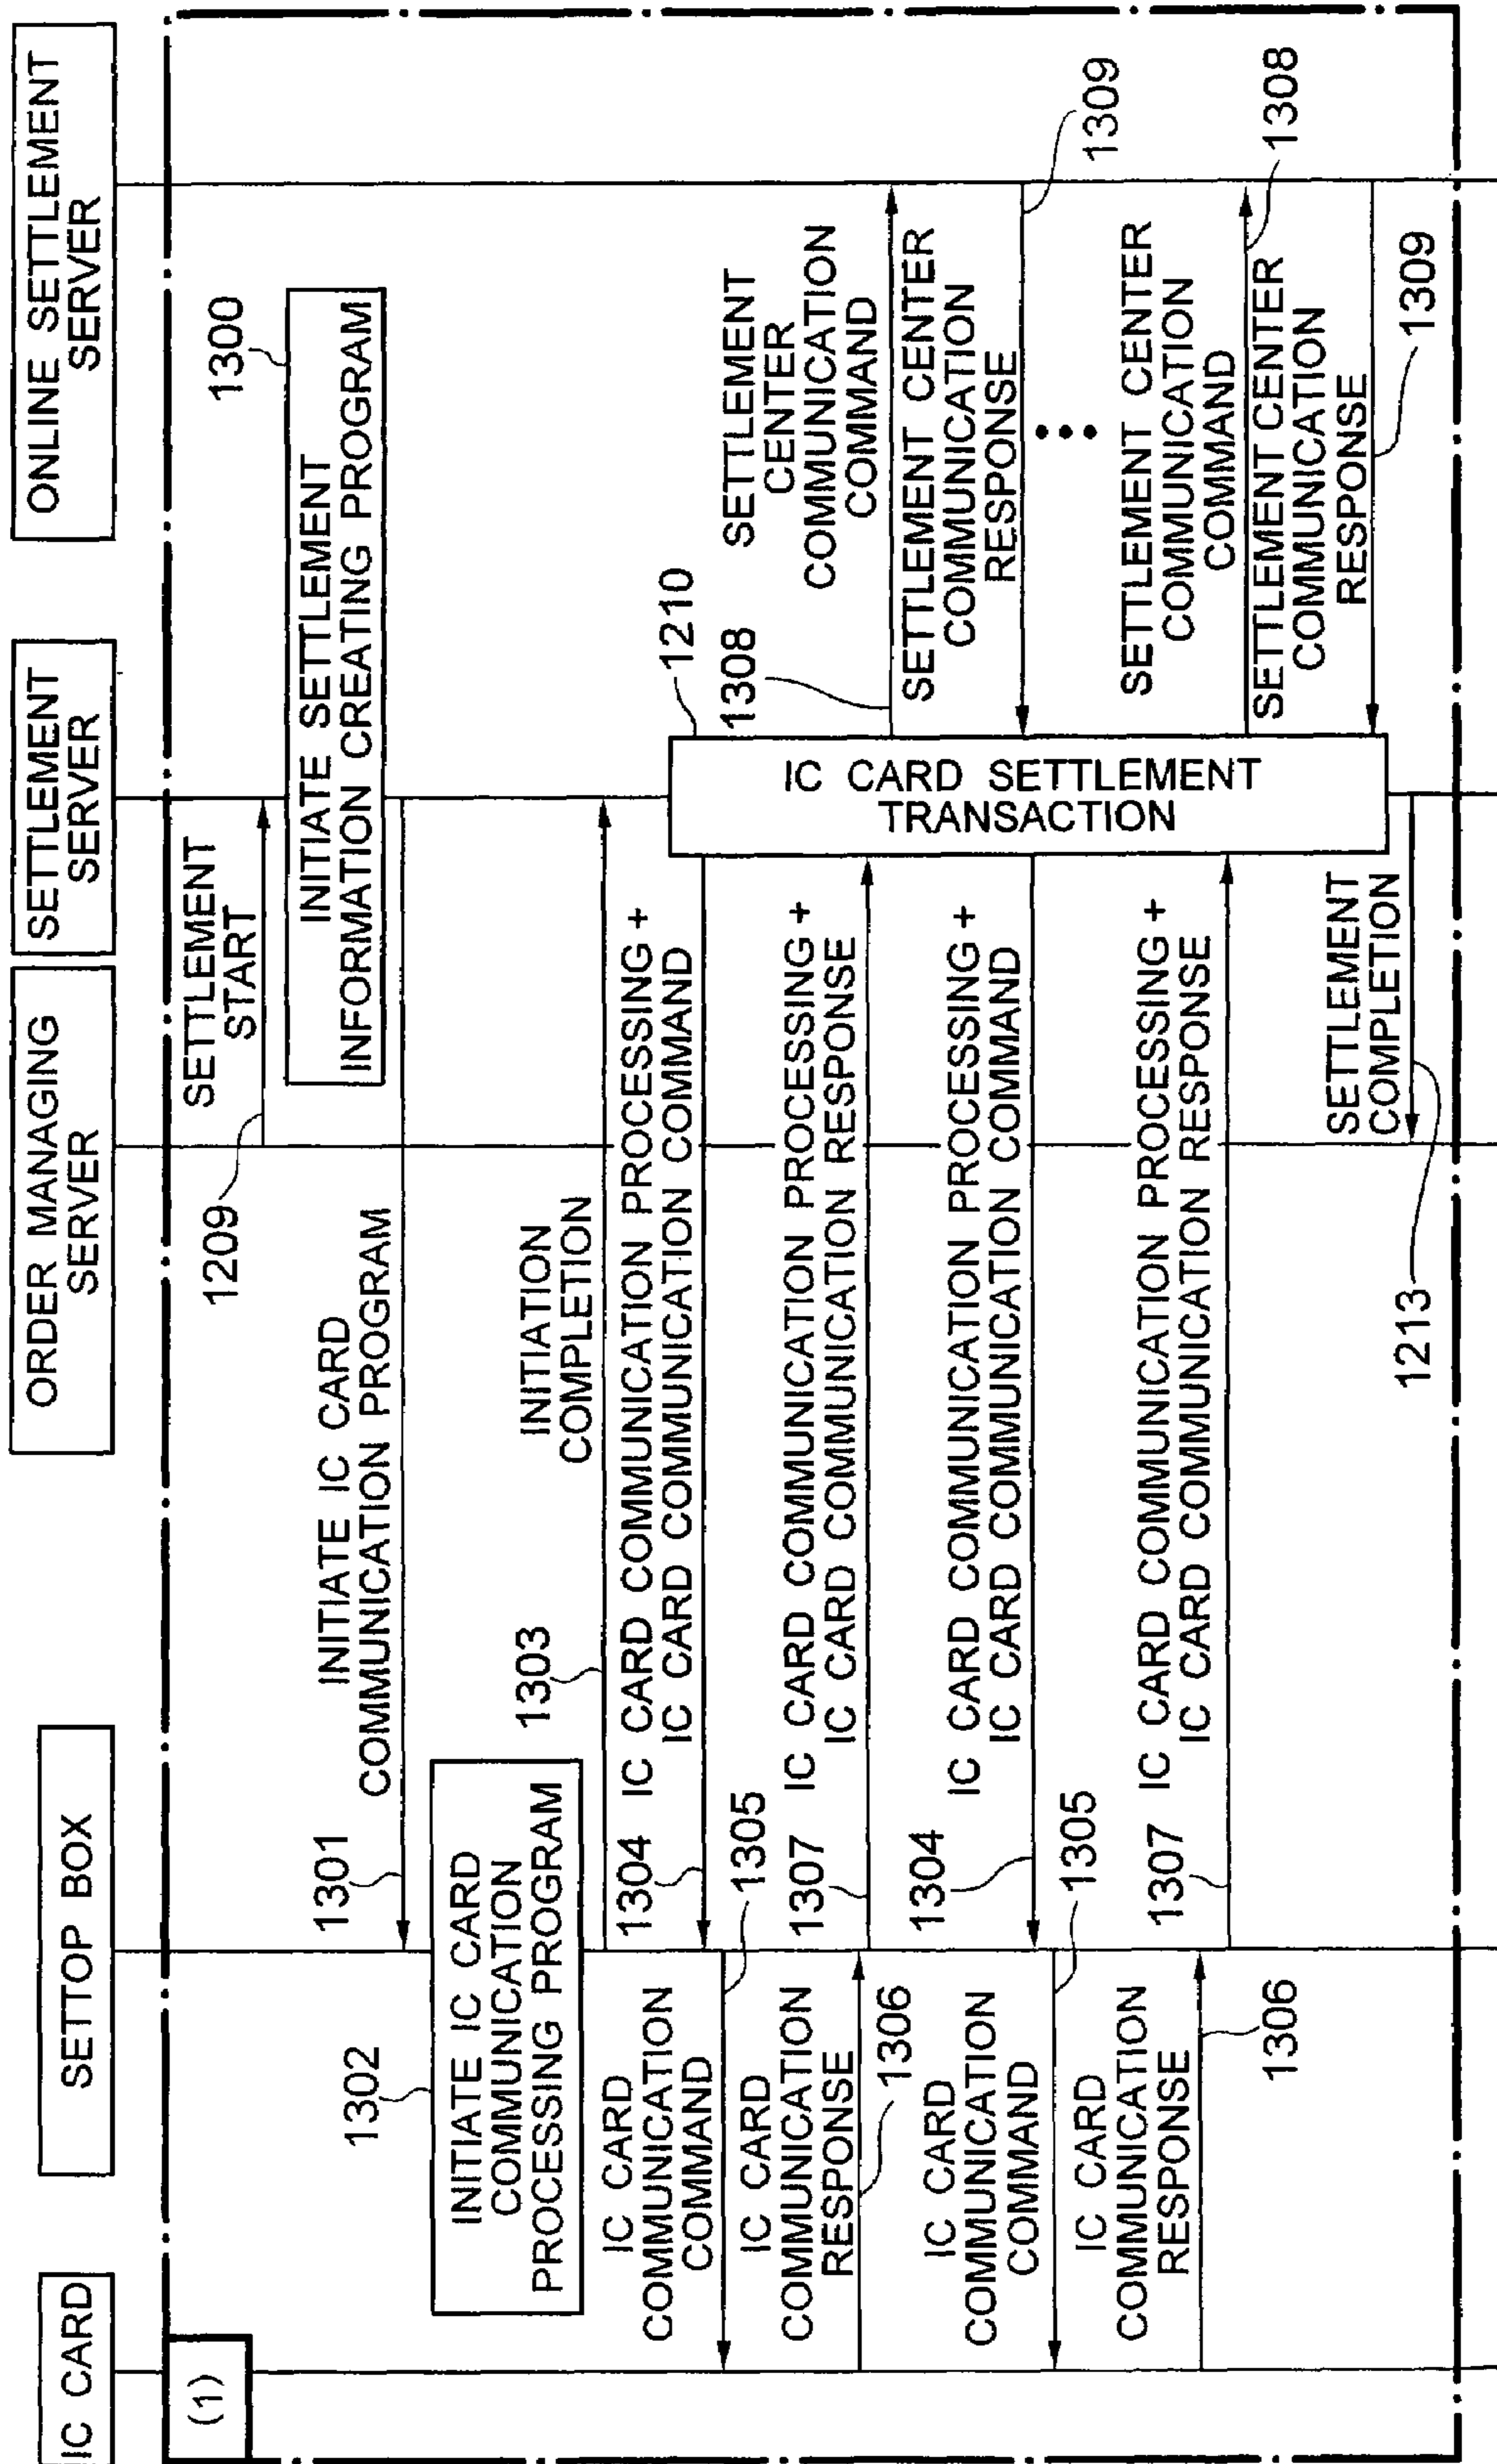 IC CARD
SETTOP BOX
ORDER MANAGING
SERVER
SETTLEMENT
SERVER
ONLINE SETTLEMENT
SERVER
(1)
SETTLEMENT
START
1209
1300
INITIATE SETTLEMENT
INFORMATION CREATING PROGRAM
1301
INITIATE IC CARD
COMMUNICATION PROGRAM
1302
INITIATE IC CARD
COMMUNICATION
PROCESSING PROGRAM
1303
INITIATION
COMPLETION
1304
IC CARD COMMUNICATION PROCESSING +
IC CARD COMMUNICATION COMMAND
1210
IC CARD SETTLEMENT
TRANSACTION
IC CARD
COMMUNICATION
COMMAND
1305
1308
SETTLEMENT
CENTER
COMMUNICATION
COMMAND
IC CARD
COMMUNICATION
RESPONSE
1306
1307
IC CARD COMMUNICATION PROCESSING +
IC CARD COMMUNICATION RESPONSE
SETTLEMENT CENTER
COMMUNICATION
RESPONSE
1309
1304
IC CARD COMMUNICATION PROCESSING +
IC CARD COMMUNICATION COMMAND
IC CARD
COMMUNICATION
COMMAND
1305
SETTLEMENT CENTER
COMMUNICATION
COMMAND
1308
IC CARD
COMMUNICATION
RESPONSE
1306
1307
IC CARD COMMUNICATION PROCESSING +
IC CARD COMMUNICATION RESPONSE
SETTLEMENT CENTER
COMMUNICATION
RESPONSE
1309
SETTLEMENT
COMPLETION
1213